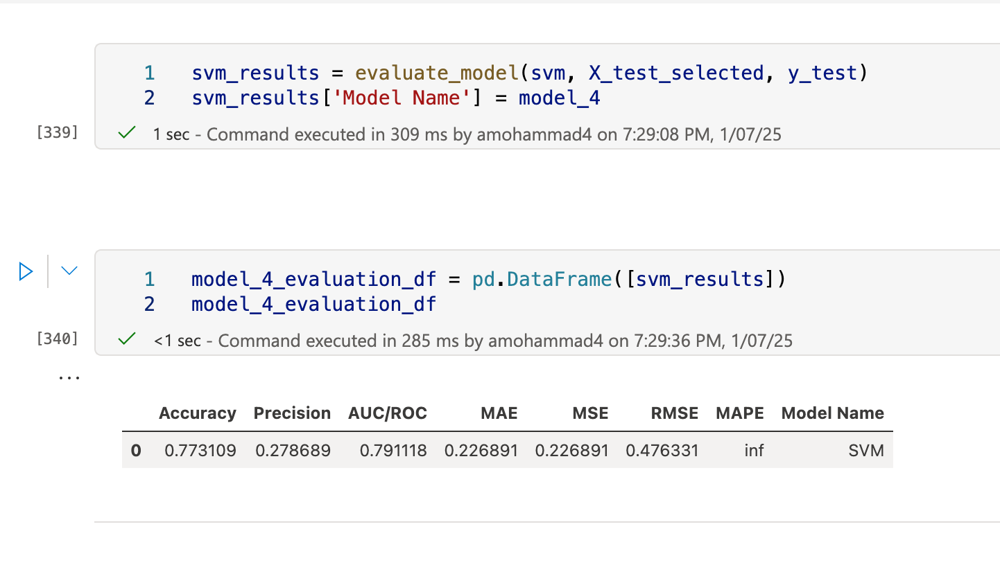 1 svm_results = evaluate_model(svm, X_test_selected, y_test)
2 svm_results['Model Name'] = model_4
[339] 1 sec - Command executed in 309 ms by amohammad4 on 7:29:08 PM, 1/07/25
1 model_4_evaluation_df = pd.DataFrame([svm_results])
2 model_4_evaluation_df
[340] <1 sec - Command executed in 285 ms by amohammad4 on 7:29:36 PM, 1/07/25
...
Accuracy Precision AUC/ROC MAE MSE RMSE MAPE Model Name
0 0.773109 0.278689 0.791118 0.226891 0.226891 0.476331 inf SVM